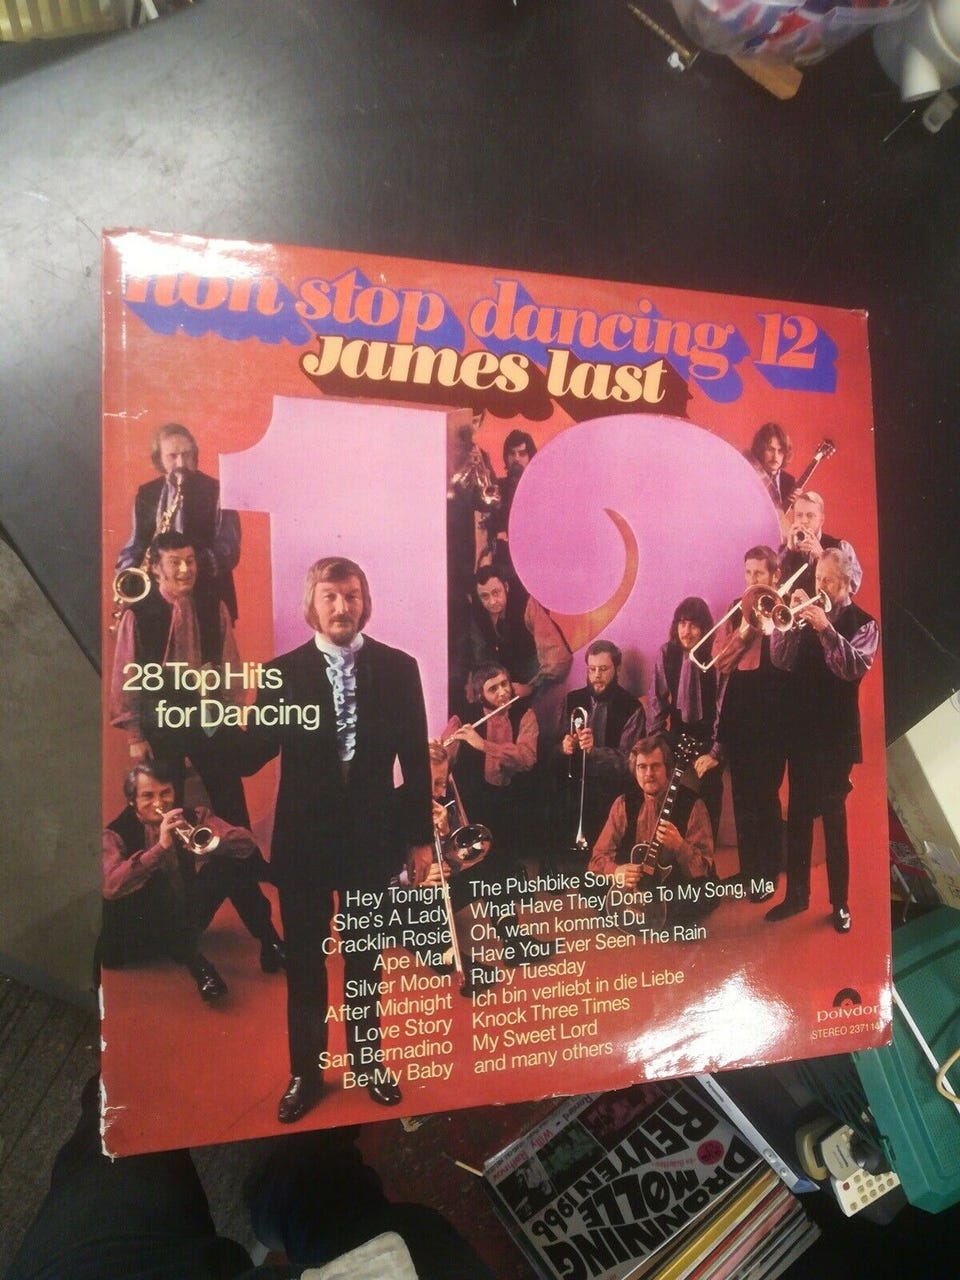 non stop dancing 12
james last
12
28 Top Hits
for Dancing
Hey Tonight
She's A Lady
Cracklin Rosie
Ape Man
Silver Moon
After Midnight
Love Story
San Bernadino
Be My Baby
The Pushbike Song
What Have They Done To My Song, Ma
Oh, wann kommst Du
Have You Ever Seen The Rain
Ruby Tuesday
Ich bin verliebt in die Liebe
Knock Three Times
My Sweet Lord
and many others
polydor
STEREO 2371 14
DRONNING
MØLLE
REVYEN 1966